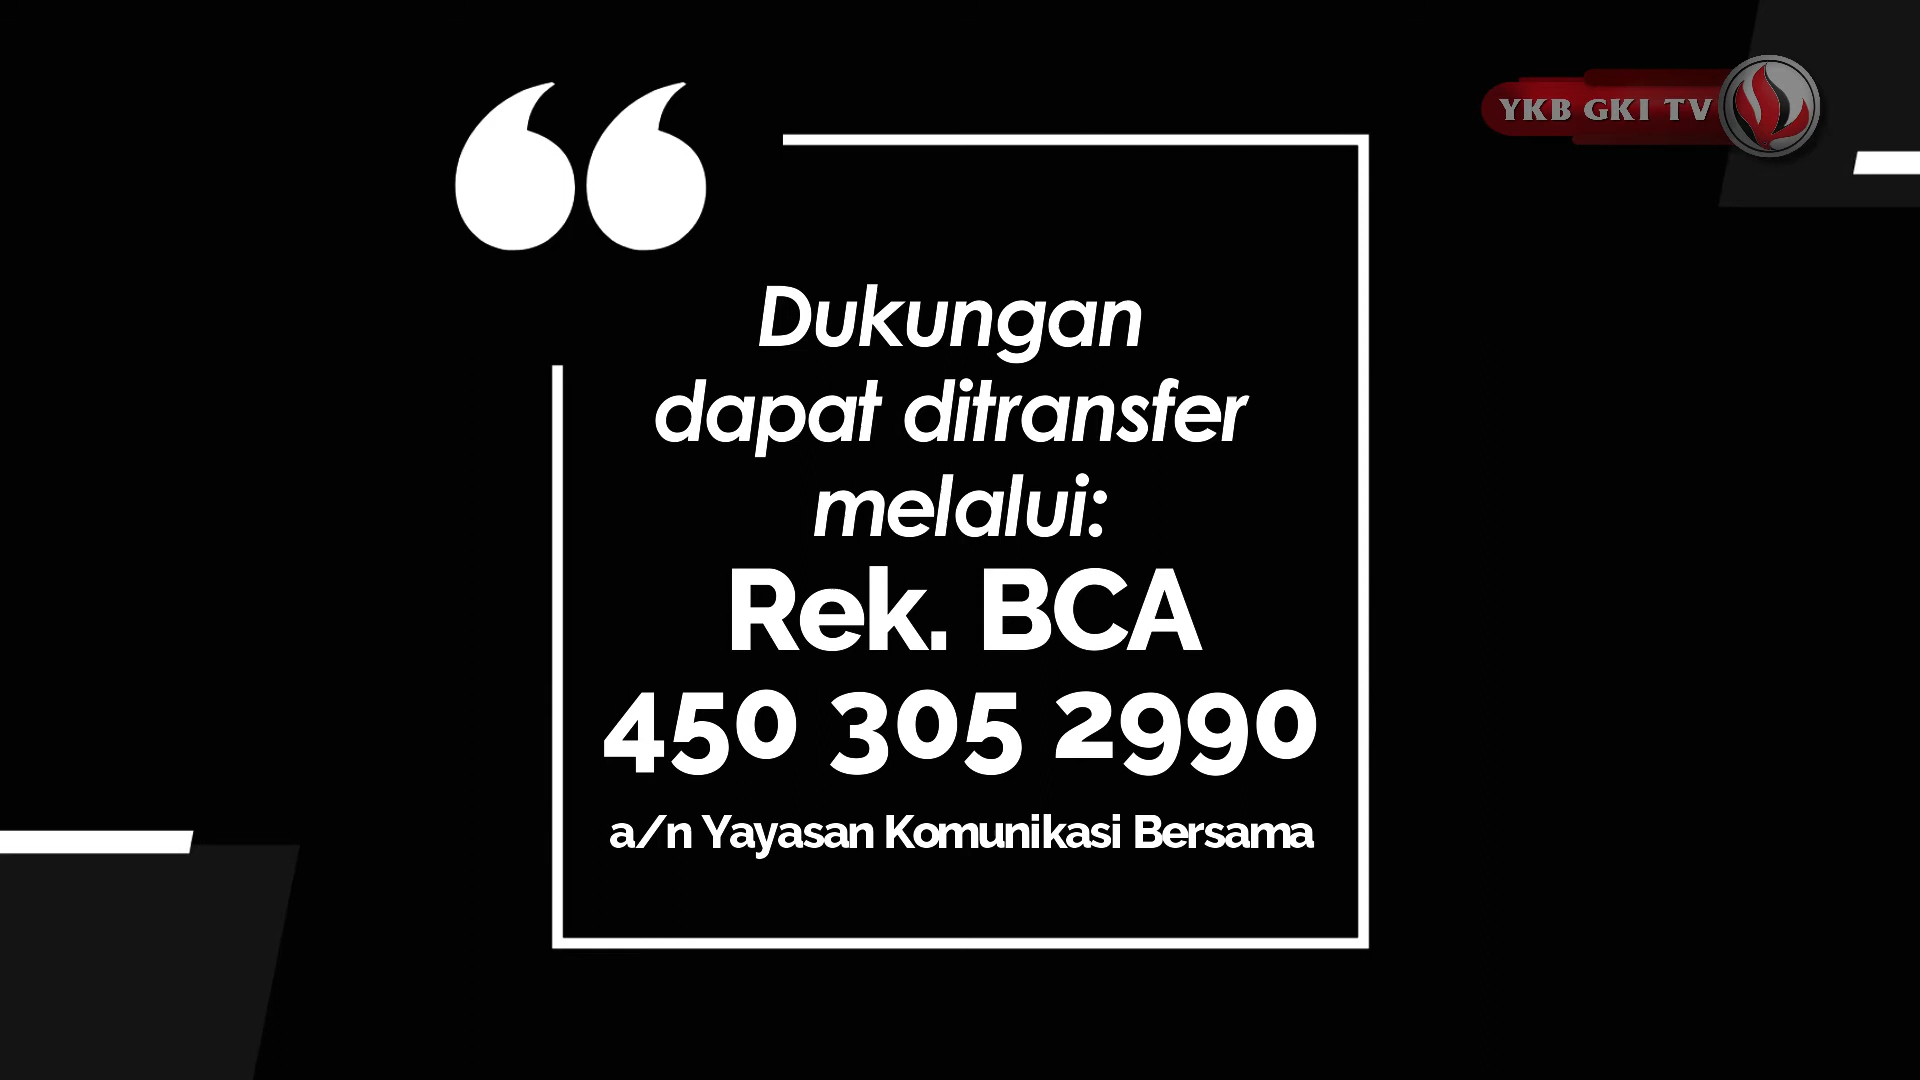 YKB GKI TV
Dukungan
dapat ditransfer
melalui:
Rek. BCA
450 305 2990
a/n Yayasan Komunikasi Bersama